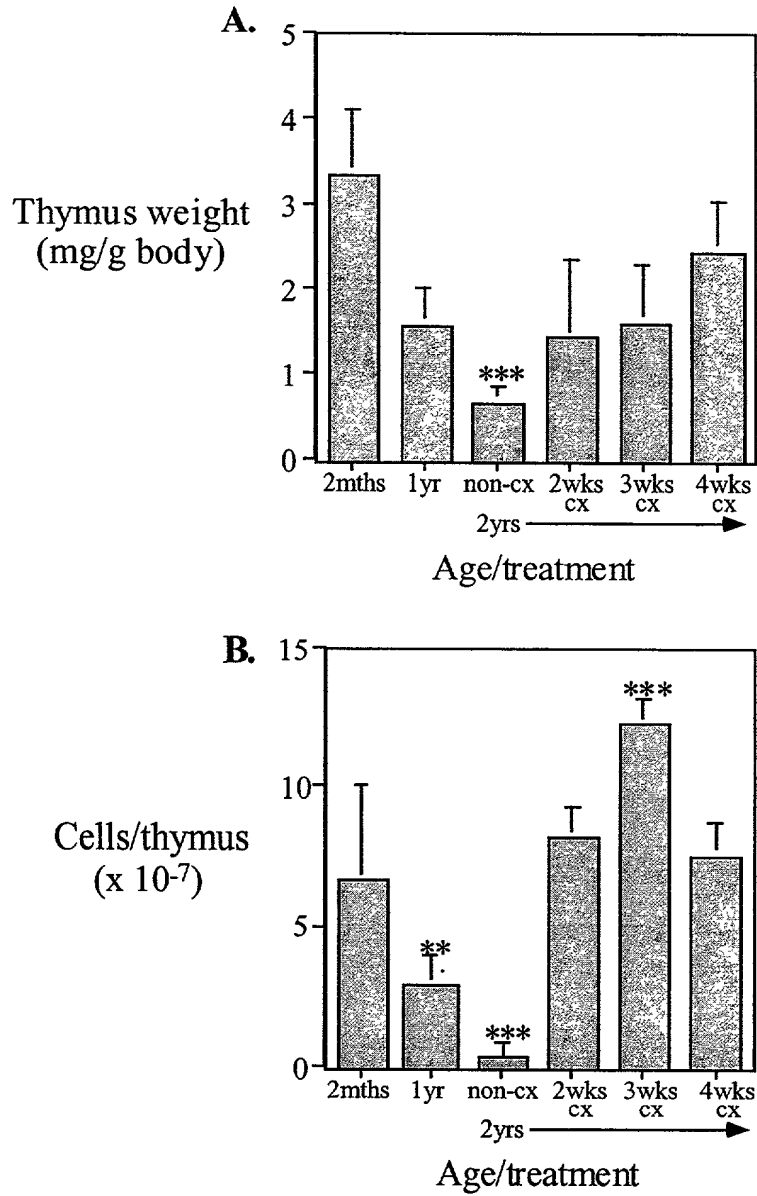 A.
5
4
3
2
1
0
Thymus weight
(mg/g body)
***
2mths 1yr non-cx 2wks 3wks 4wks
cx cx cx
2yrs
Age/treatment
B.
15
10
5
0
Cells/thymus
(x 10-7)
**
***
***
2mths 1yr non-cx 2wks 3wks 4wks
cx cx cx
2yrs
Age/treatment